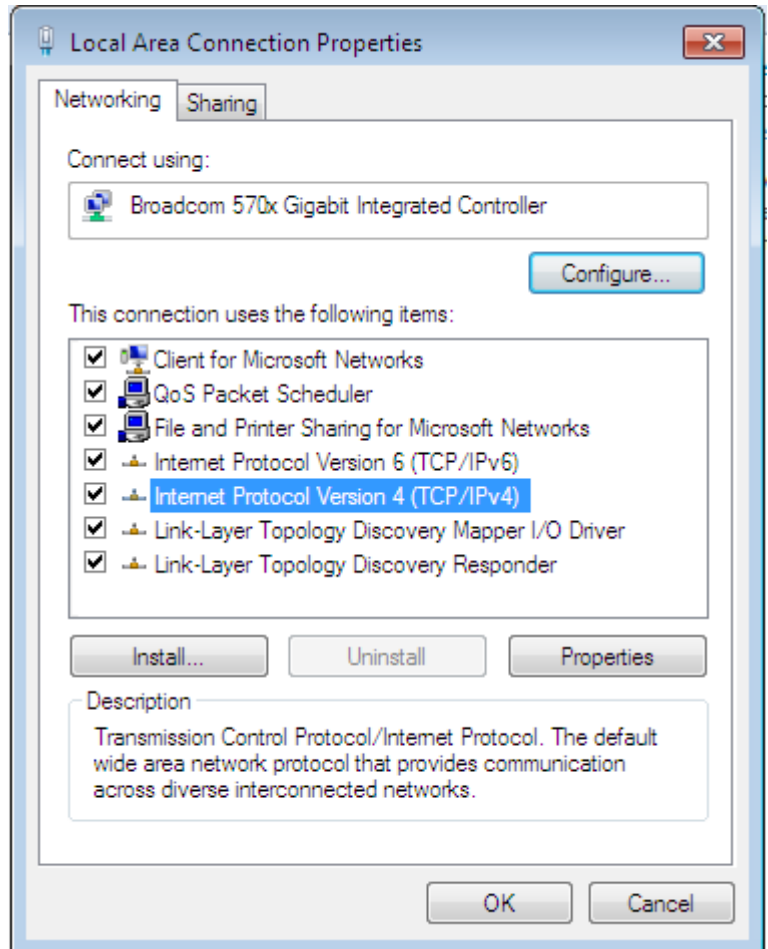 Local Area Connection Properties
Networking
Sharing
Connect using:
Broadcom 570x Gigabit Integrated Controller
Configure...
This connection uses the following items:
Client for Microsoft Networks
QoS Packet Scheduler
File and Printer Sharing for Microsoft Networks
Internet Protocol Version 6 (TCP/IPv6)
Internet Protocol Version 4 (TCP/IPv4)
Link-Layer Topology Discovery Mapper I/O Driver
Link-Layer Topology Discovery Responder
Install...
Uninstall
Properties
Description
Transmission Control Protocol/Internet Protocol. The default
wide area network protocol that provides communication
across diverse interconnected networks.
OK
Cancel